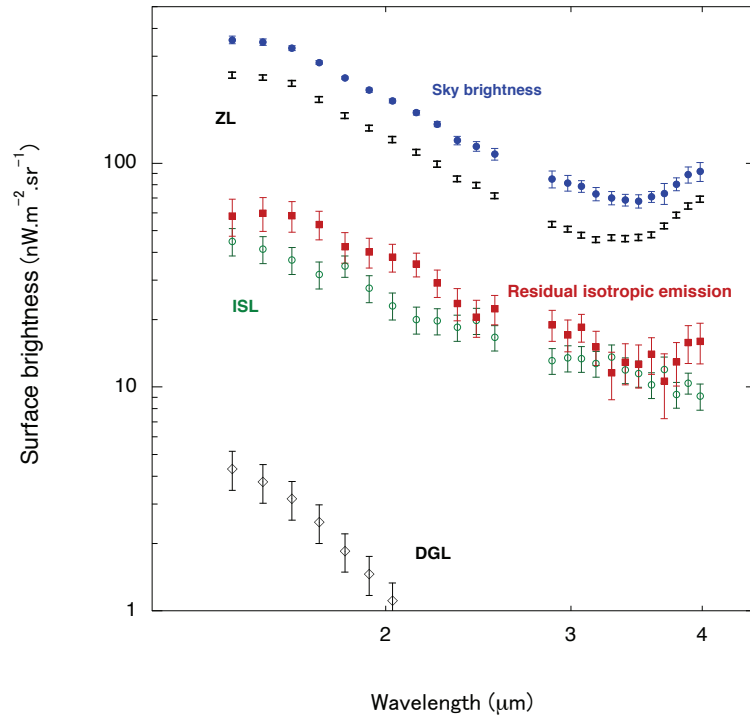 100
10
1
2
3
4
Surface brightness (nW.m⁻².sr⁻¹)
Wavelength (μm)
Sky brightness
ZL
Residual isotropic emission
ISL
DGL